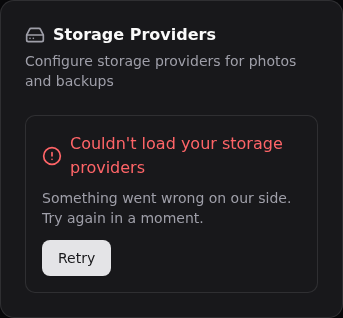 Storage Providers
Configure storage providers for photos
and backups
Couldn't load your storage
providers
Something went wrong on our side.
Try again in a moment.
Retry